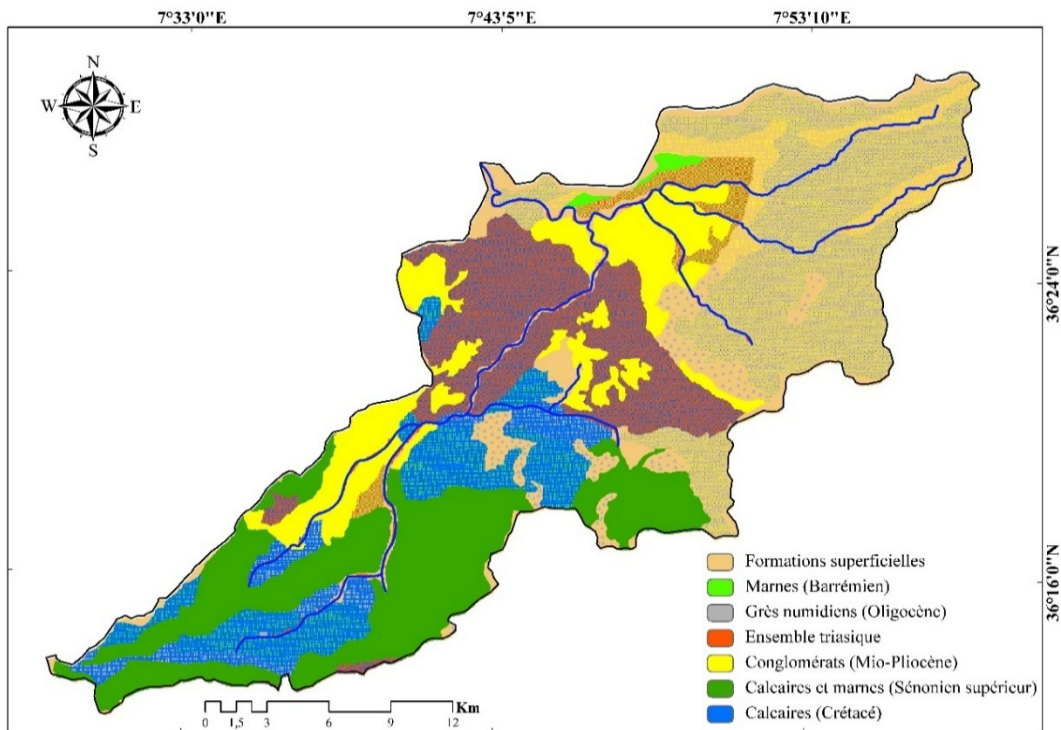 7°33'0"E 7°43'5"E 7°53'10"E
N
W E
S
36°24'0"N
36°16'0"N
Formations superficielles
Marnes (Barrémien)
Grès numidiens (Oligocène)
Ensemble triasique
Conglomérats (Mio-Pliocène)
Calcaires et marnes (Sénonien supérieur)
Calcaires (Crétacé)
Km
0 1,5 3 6 9 12